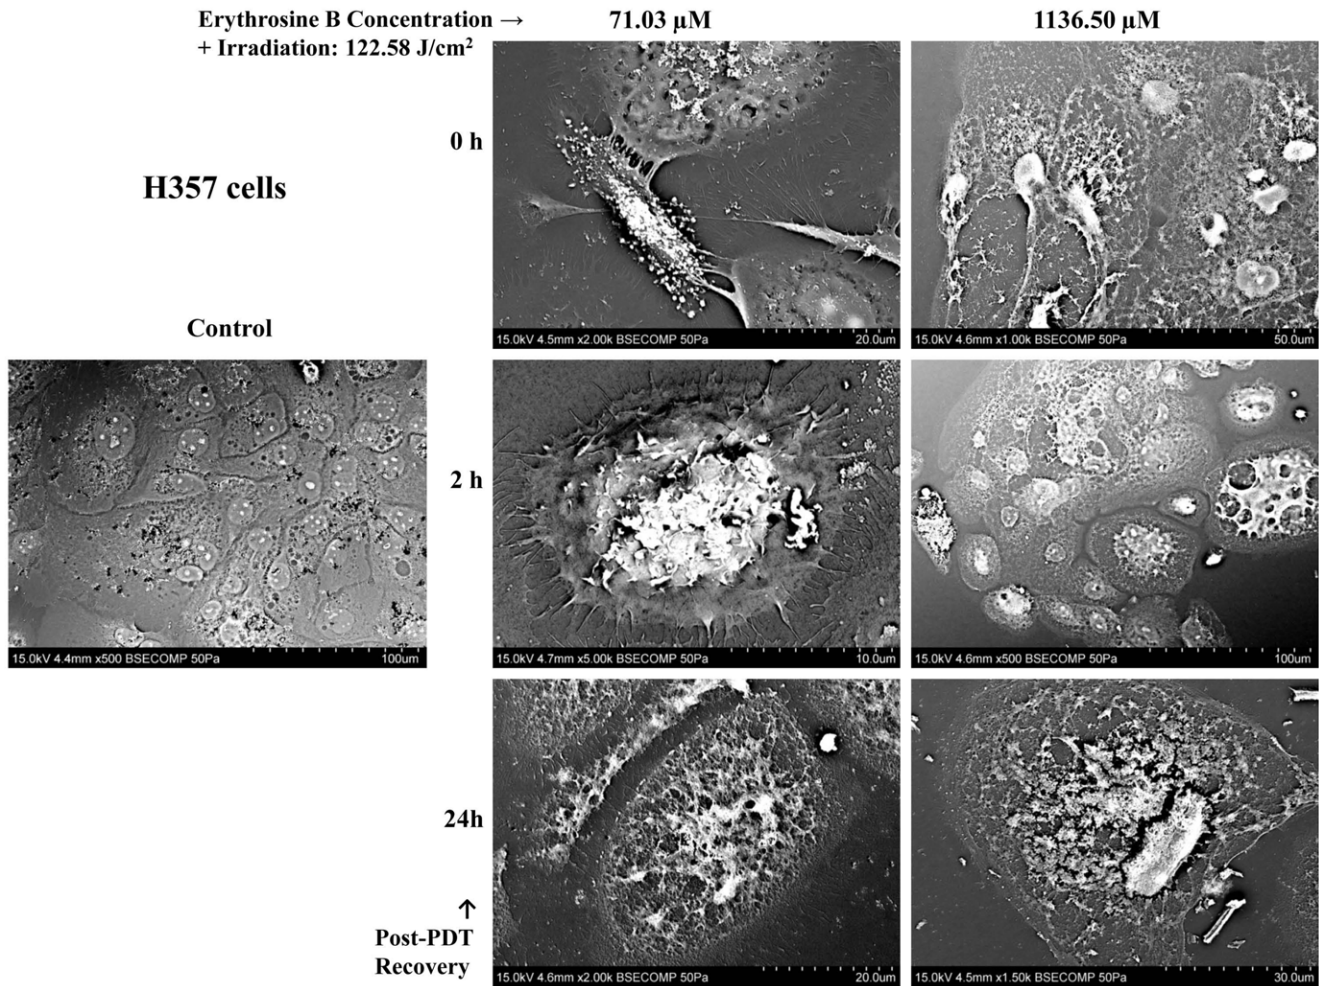 Erythrosine B Concentration →
+ Irradiation: 122.58 J/cm²
71.03 µM
1136.50 µM
0 h
H357 cells
15.0kV 4.5mm x2.00k BSECOMP 50Pa 20.0um
15.0kV 4.6mm x1.00k BSECOMP 50Pa 50.0um
Control
2 h
15.0kV 4.4mm x500 BSECOMP 50Pa 100um
15.0kV 4.7mm x5.00k BSECOMP 50Pa 10.0um
15.0kV 4.6mm x500 BSECOMP 50Pa 100um
24h
↑
Post-PDT
Recovery
15.0kV 4.6mm x2.00k BSECOMP 50Pa 20.0um
15.0kV 4.5mm x1.50k BSECOMP 50Pa 30.0um